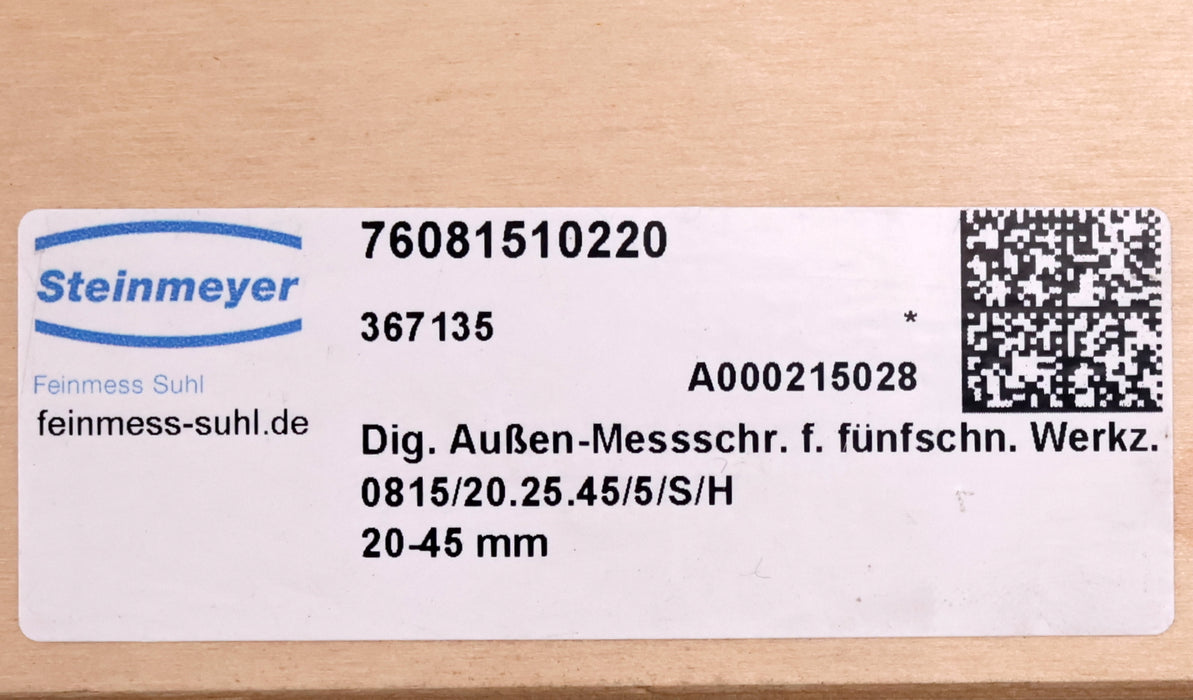 Steinmeyer
Feinmess Suhl
feinmess-suhl.de
76081510220
367135 *
A000215028
Dig. Außen-Messschr. f. fünfschn. Werkz.
0815/20.25.45/5/S/H
20-45 mm